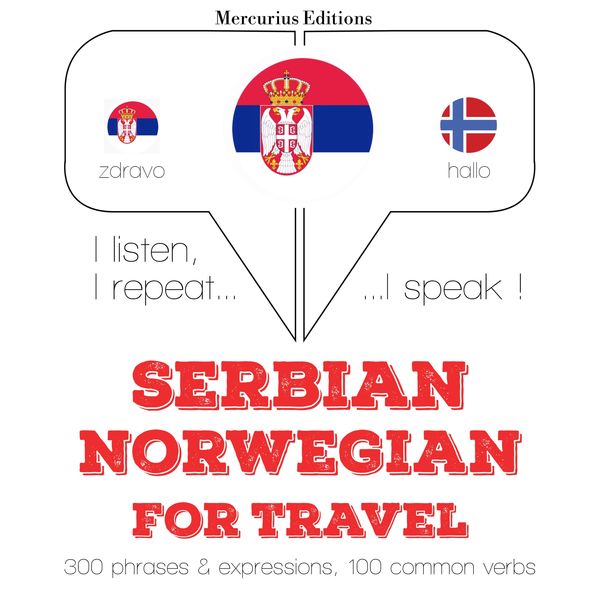 Mercurius Editions
zdravo
hallo
I listen,
I repeat...
...I speak !
SERBIAN
NORWEGIAN
FOR TRAVEL
300 phrases & expressions, 100 common verbs